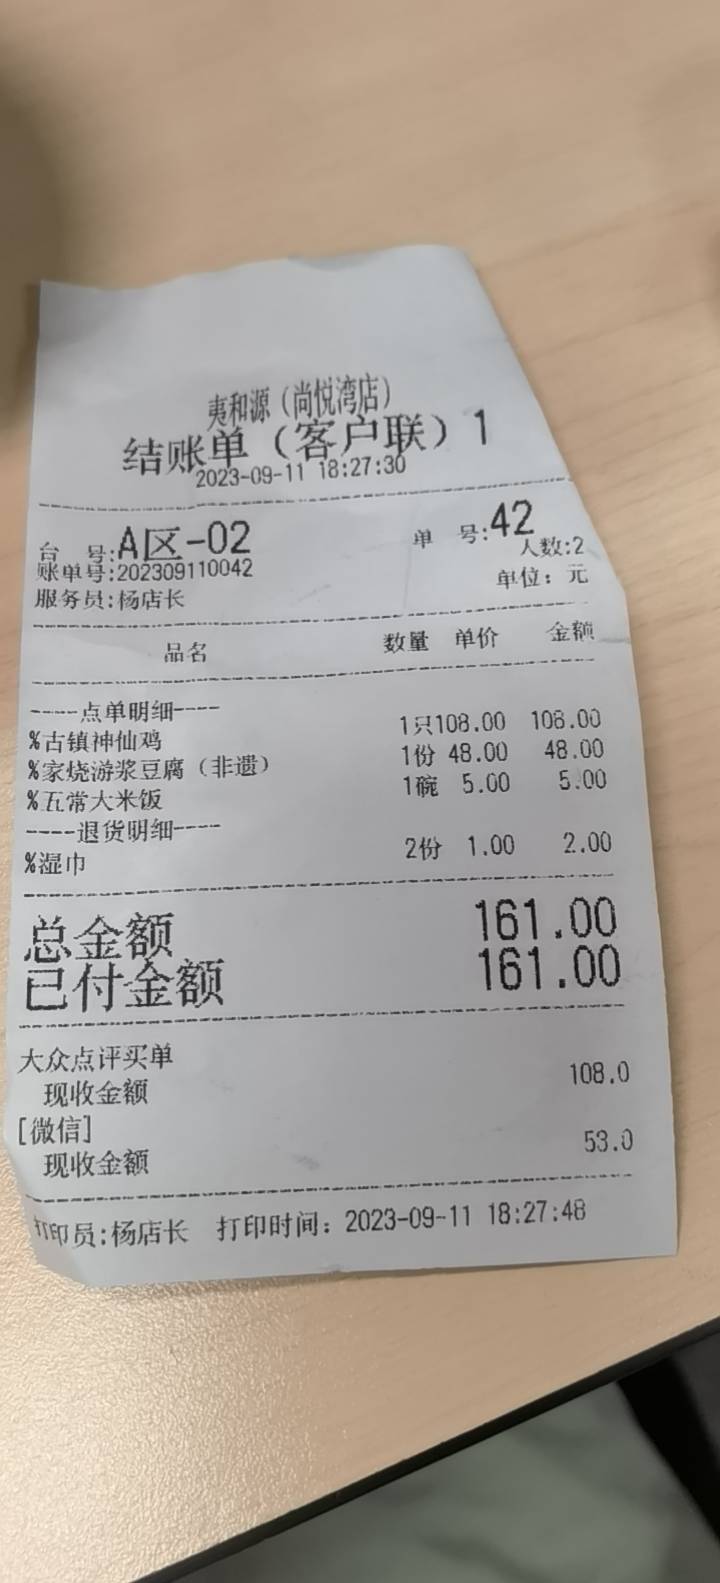 夷和源（尚悦湾店）
结账单（客户联）1
2023-09-11 18:27:30
台 号:A区-02 单 号:42
账单号:202309110042 人数:2
服务员:杨店长 单位：元
品名 数量 单价 金额
----点单明细----
%古镇神仙鸡 1只108.00 108.00
%家烧游浆豆腐（非遗） 1份 48.00 48.00
%五常大米饭 1碗 5.00 5.00
----退货明细----
%湿巾 2份 1.00 2.00
总金额 161.00
已付金额 161.00
大众点评买单
现收金额 108.0
[微信]
现收金额 53.0
打印员:杨店长 打印时间：2023-09-11 18:27:48